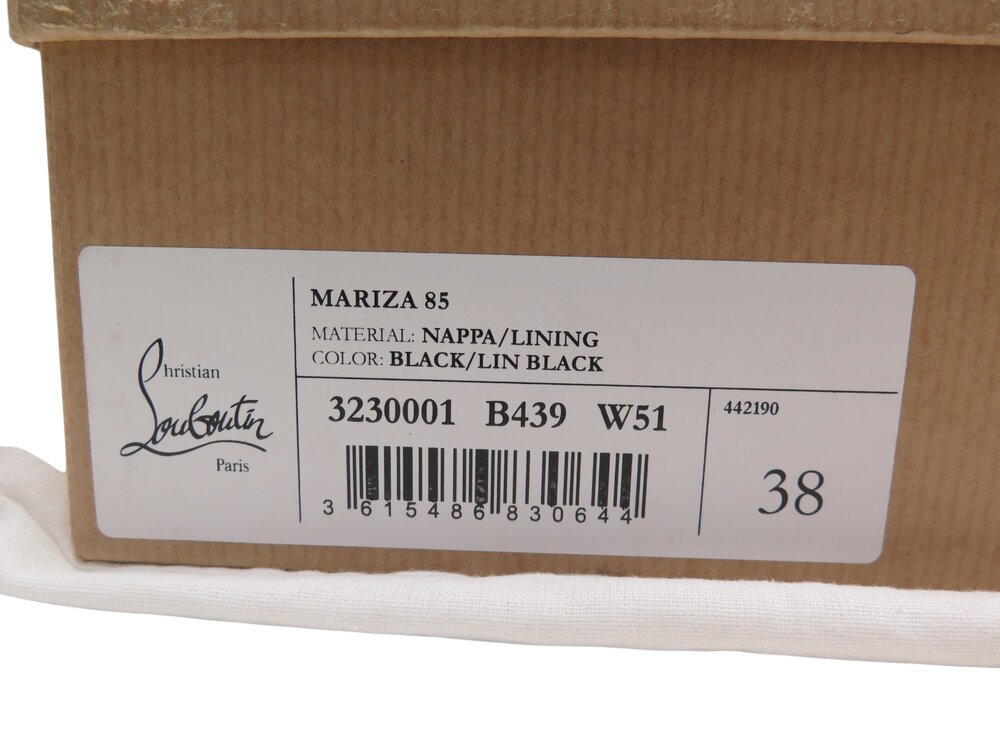 Christian
Louboutin
Paris
MARIZA 85
MATERIAL: NAPPA/LINING
COLOR: BLACK/LIN BLACK
3230001 B439 W51
3 615486 830644
442190
38